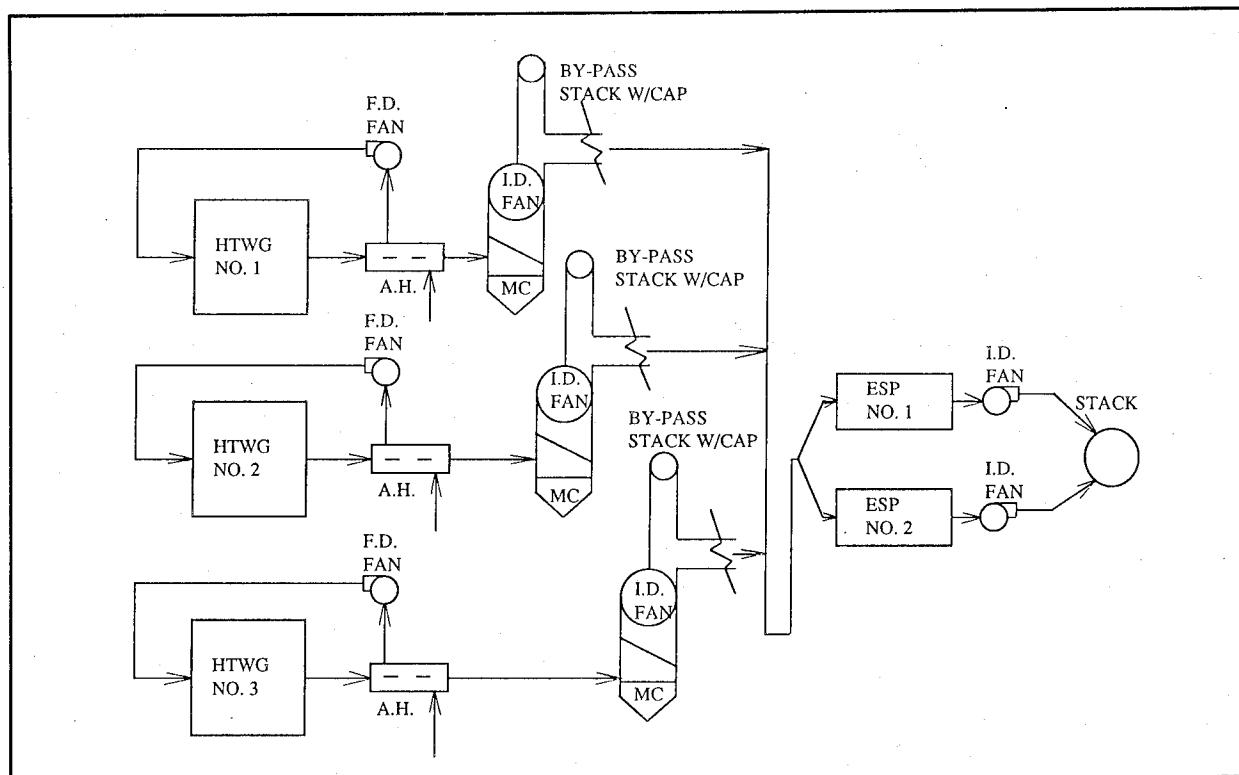 BY-PASS
STACK W/CAP
F.D.
FAN
I.D.
FAN
HTWG
NO. 1
A.H.
MC
BY-PASS
STACK W/CAP
F.D.
FAN
I.D.
FAN
HTWG
NO. 2
A.H.
MC
BY-PASS
STACK W/CAP
F.D.
FAN
I.D.
FAN
HTWG
NO. 3
A.H.
MC
ESP
NO. 1
I.D.
FAN
STACK
ESP
NO. 2
I.D.
FAN